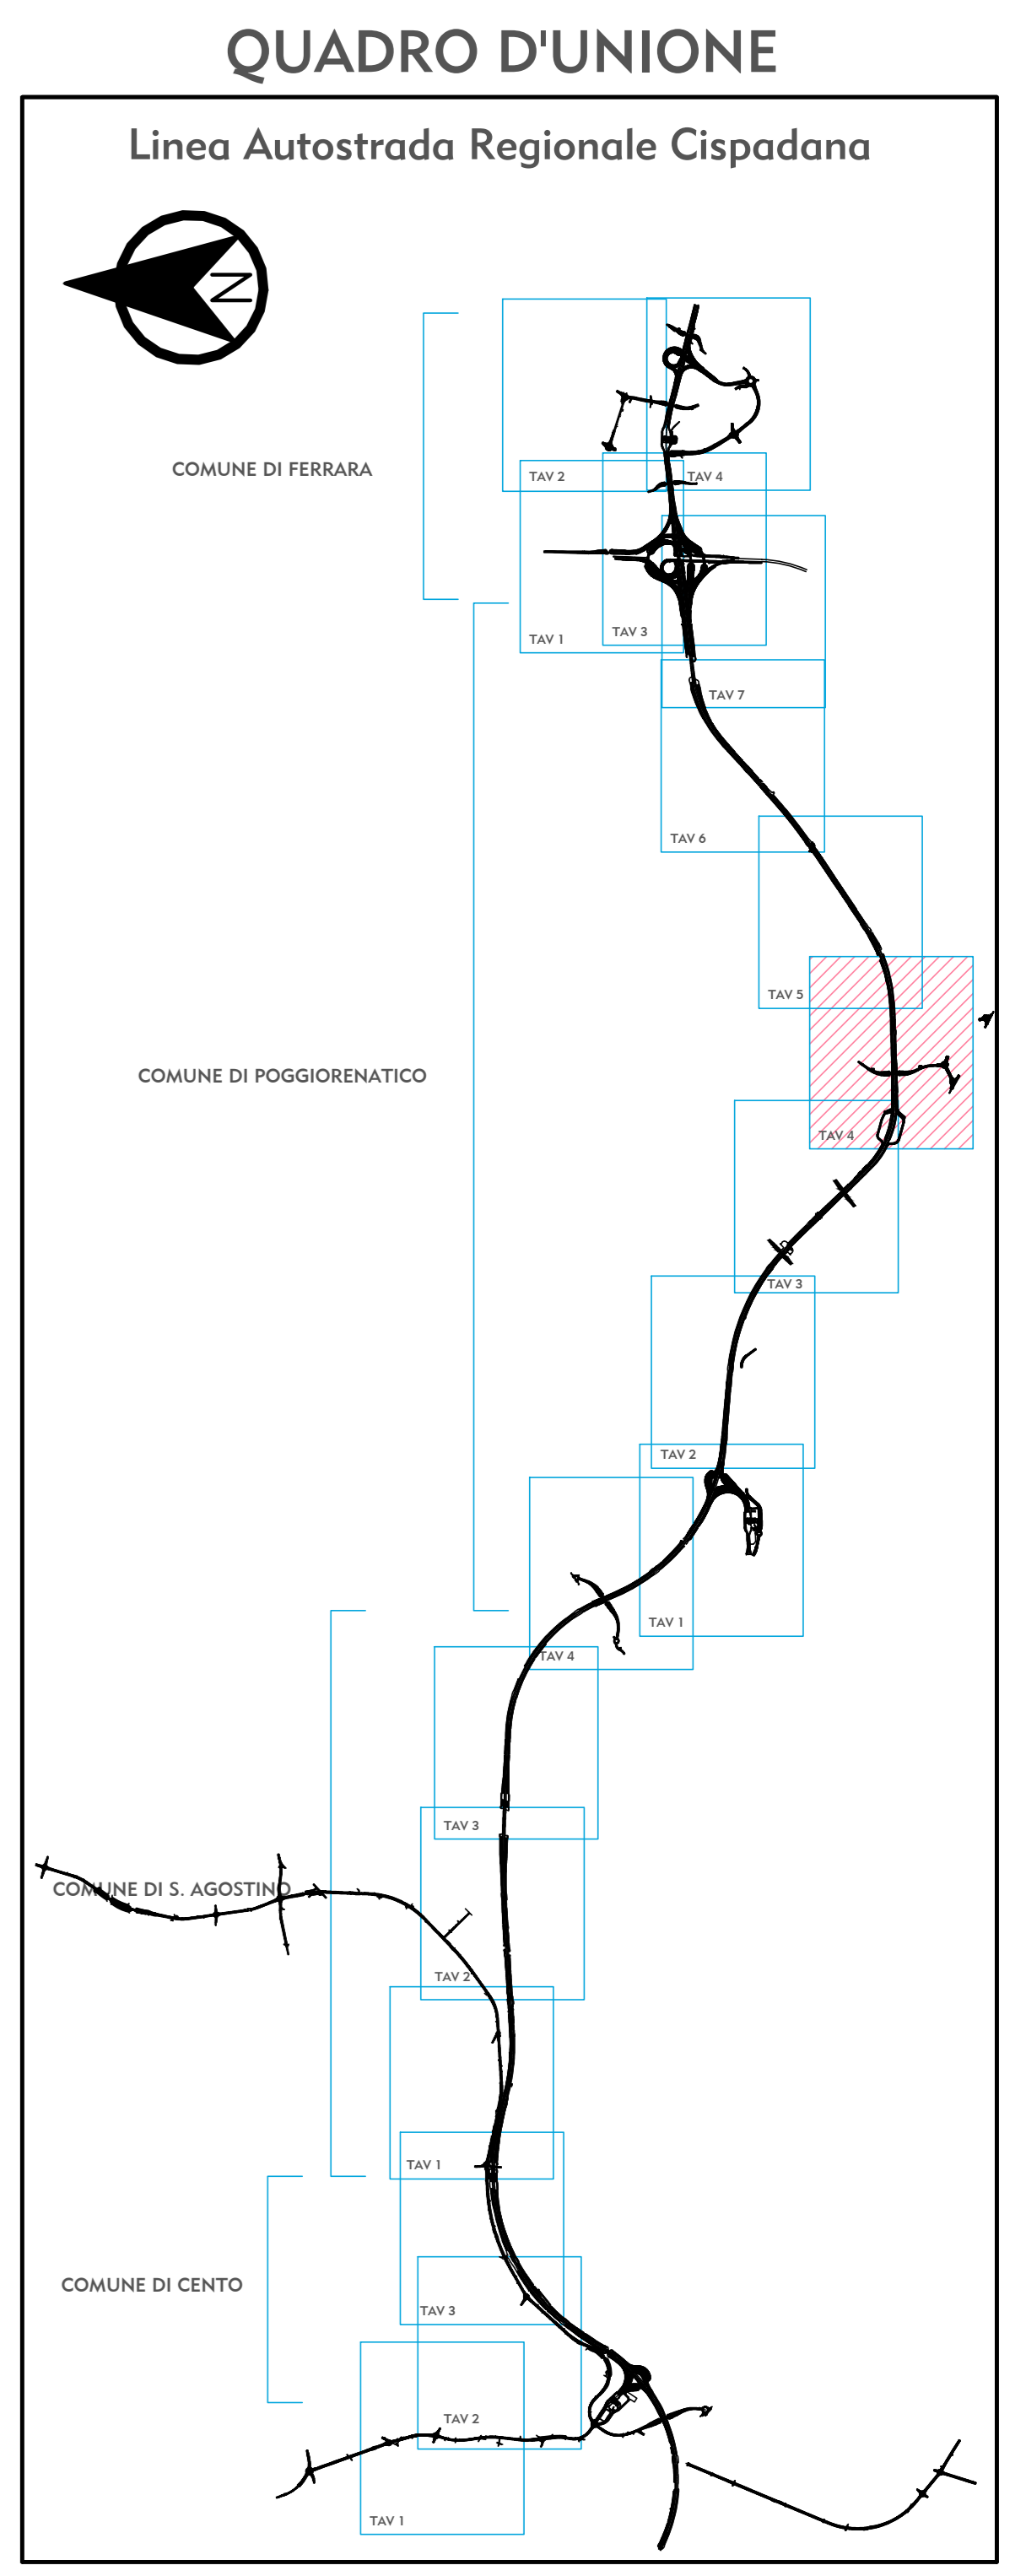 QUADRO D'UNIONE
Linea Autostrada Regionale Cispadana
N
COMUNE DI FERRARA
TAV 2
TAV 4
TAV 1
TAV 3
TAV 7
TAV 6
TAV 5
COMUNE DI POGGIORENATICO
TAV 4
TAV 3
TAV 2
TAV 1
TAV 4
TAV 3
COMUNE DI S. AGOSTINO
TAV 2
TAV 1
COMUNE DI CENTO
TAV 3
TAV 2
TAV 1